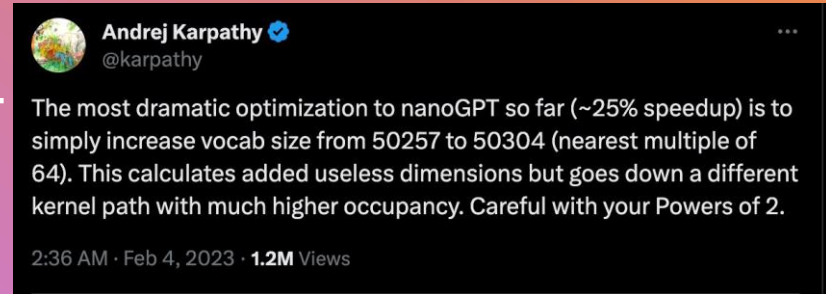 Andrej Karpathy
@karpathy
The most dramatic optimization to nanoGPT so far (~25% speedup) is to
simply increase vocab size from 50257 to 50304 (nearest multiple of
64). This calculates added useless dimensions but goes down a different
kernel path with much higher occupancy. Careful with your Powers of 2.
2:36 AM · Feb 4, 2023 · 1.2M Views